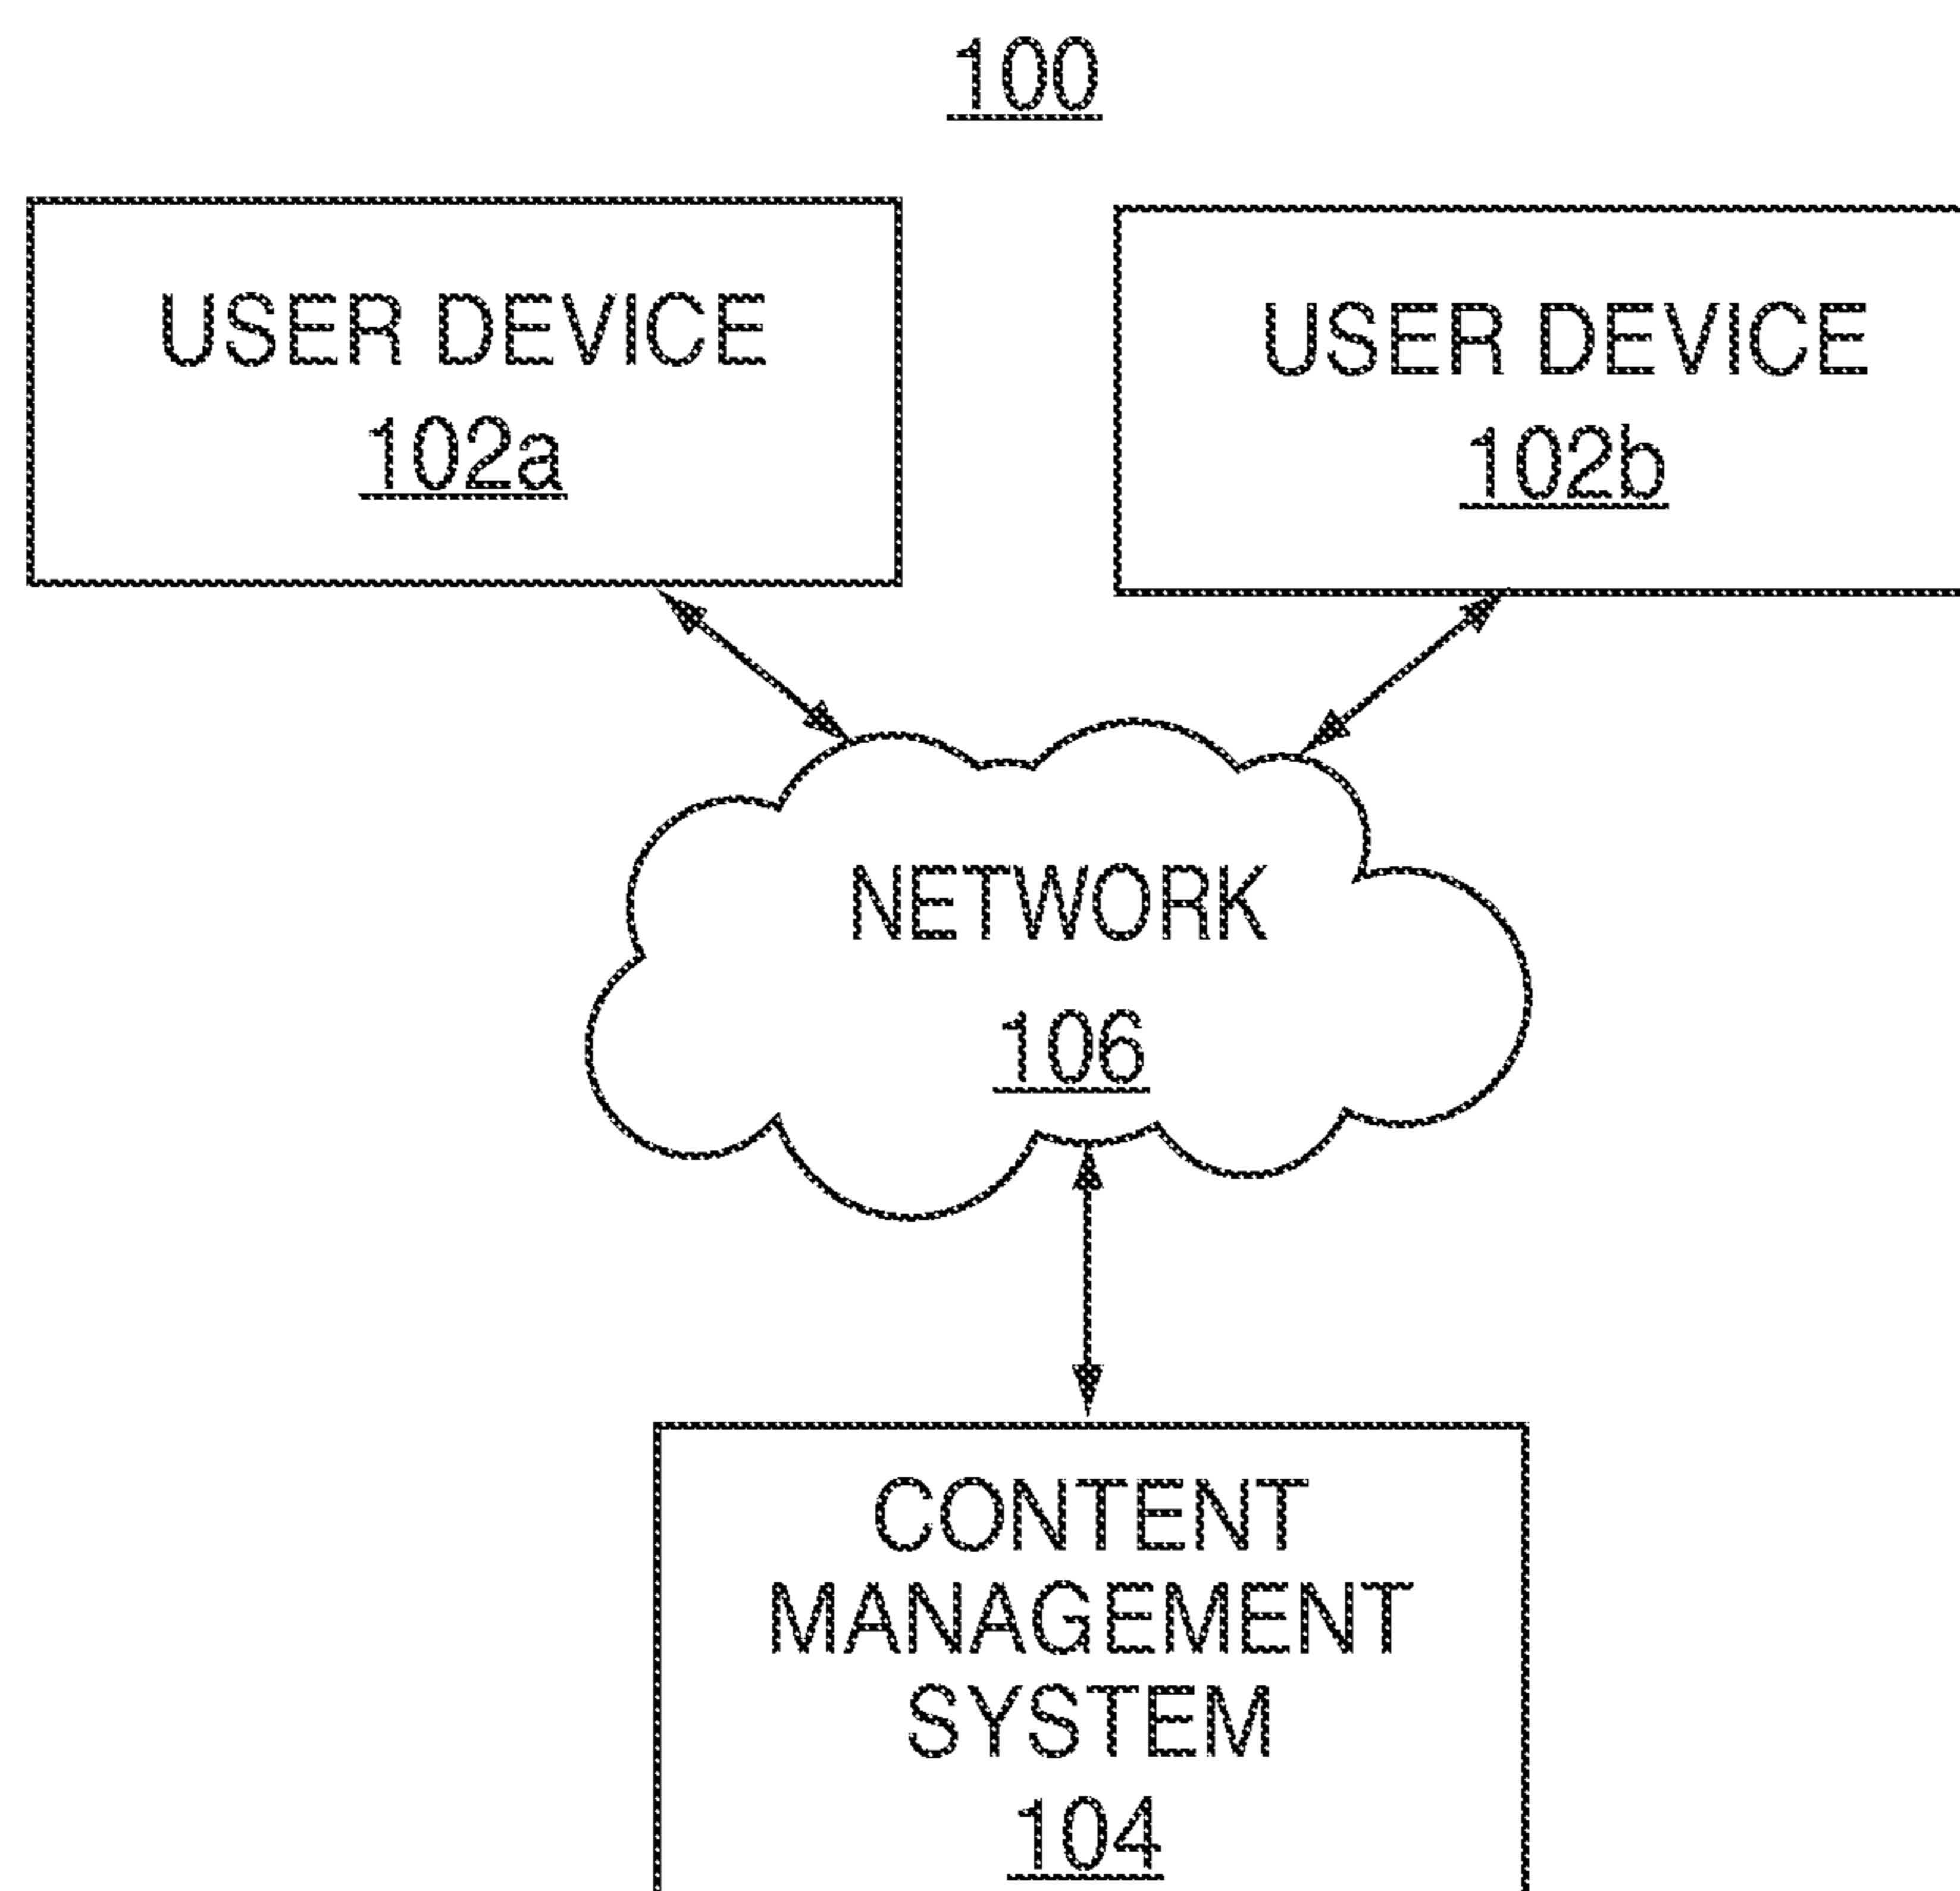 100
USER DEVICE
102a
USER DEVICE
102b
NETWORK
106
CONTENT
MANAGEMENT
SYSTEM
104